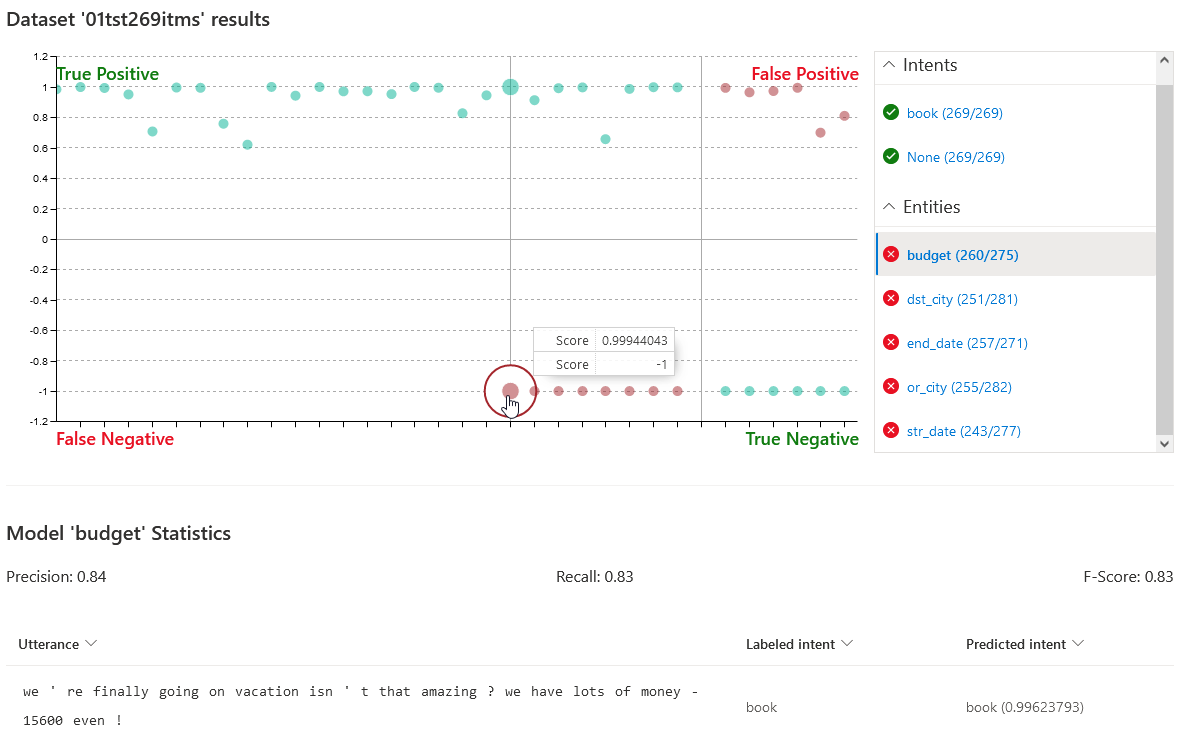 Dataset '01tst269itms' results
True Positive
False Positive
1.2
1
0.8
0.6
0.4
0.2
0
-0.2
-0.4
-0.6
-0.8
-1
-1.2
Score 0.99944043
Score -1
False Negative
True Negative
Intents
book (269/269)
None (269/269)
Entities
budget (260/275)
dst_city (251/281)
end_date (257/271)
or_city (255/282)
str_date (243/277)
Model 'budget' Statistics
Precision: 0.84 Recall: 0.83 F-Score: 0.83
Utterance Labeled intent Predicted intent
we ' re finally going on vacation isn ' t that amazing ? we have lots of money -
15600 even !
book book (0.99623793)